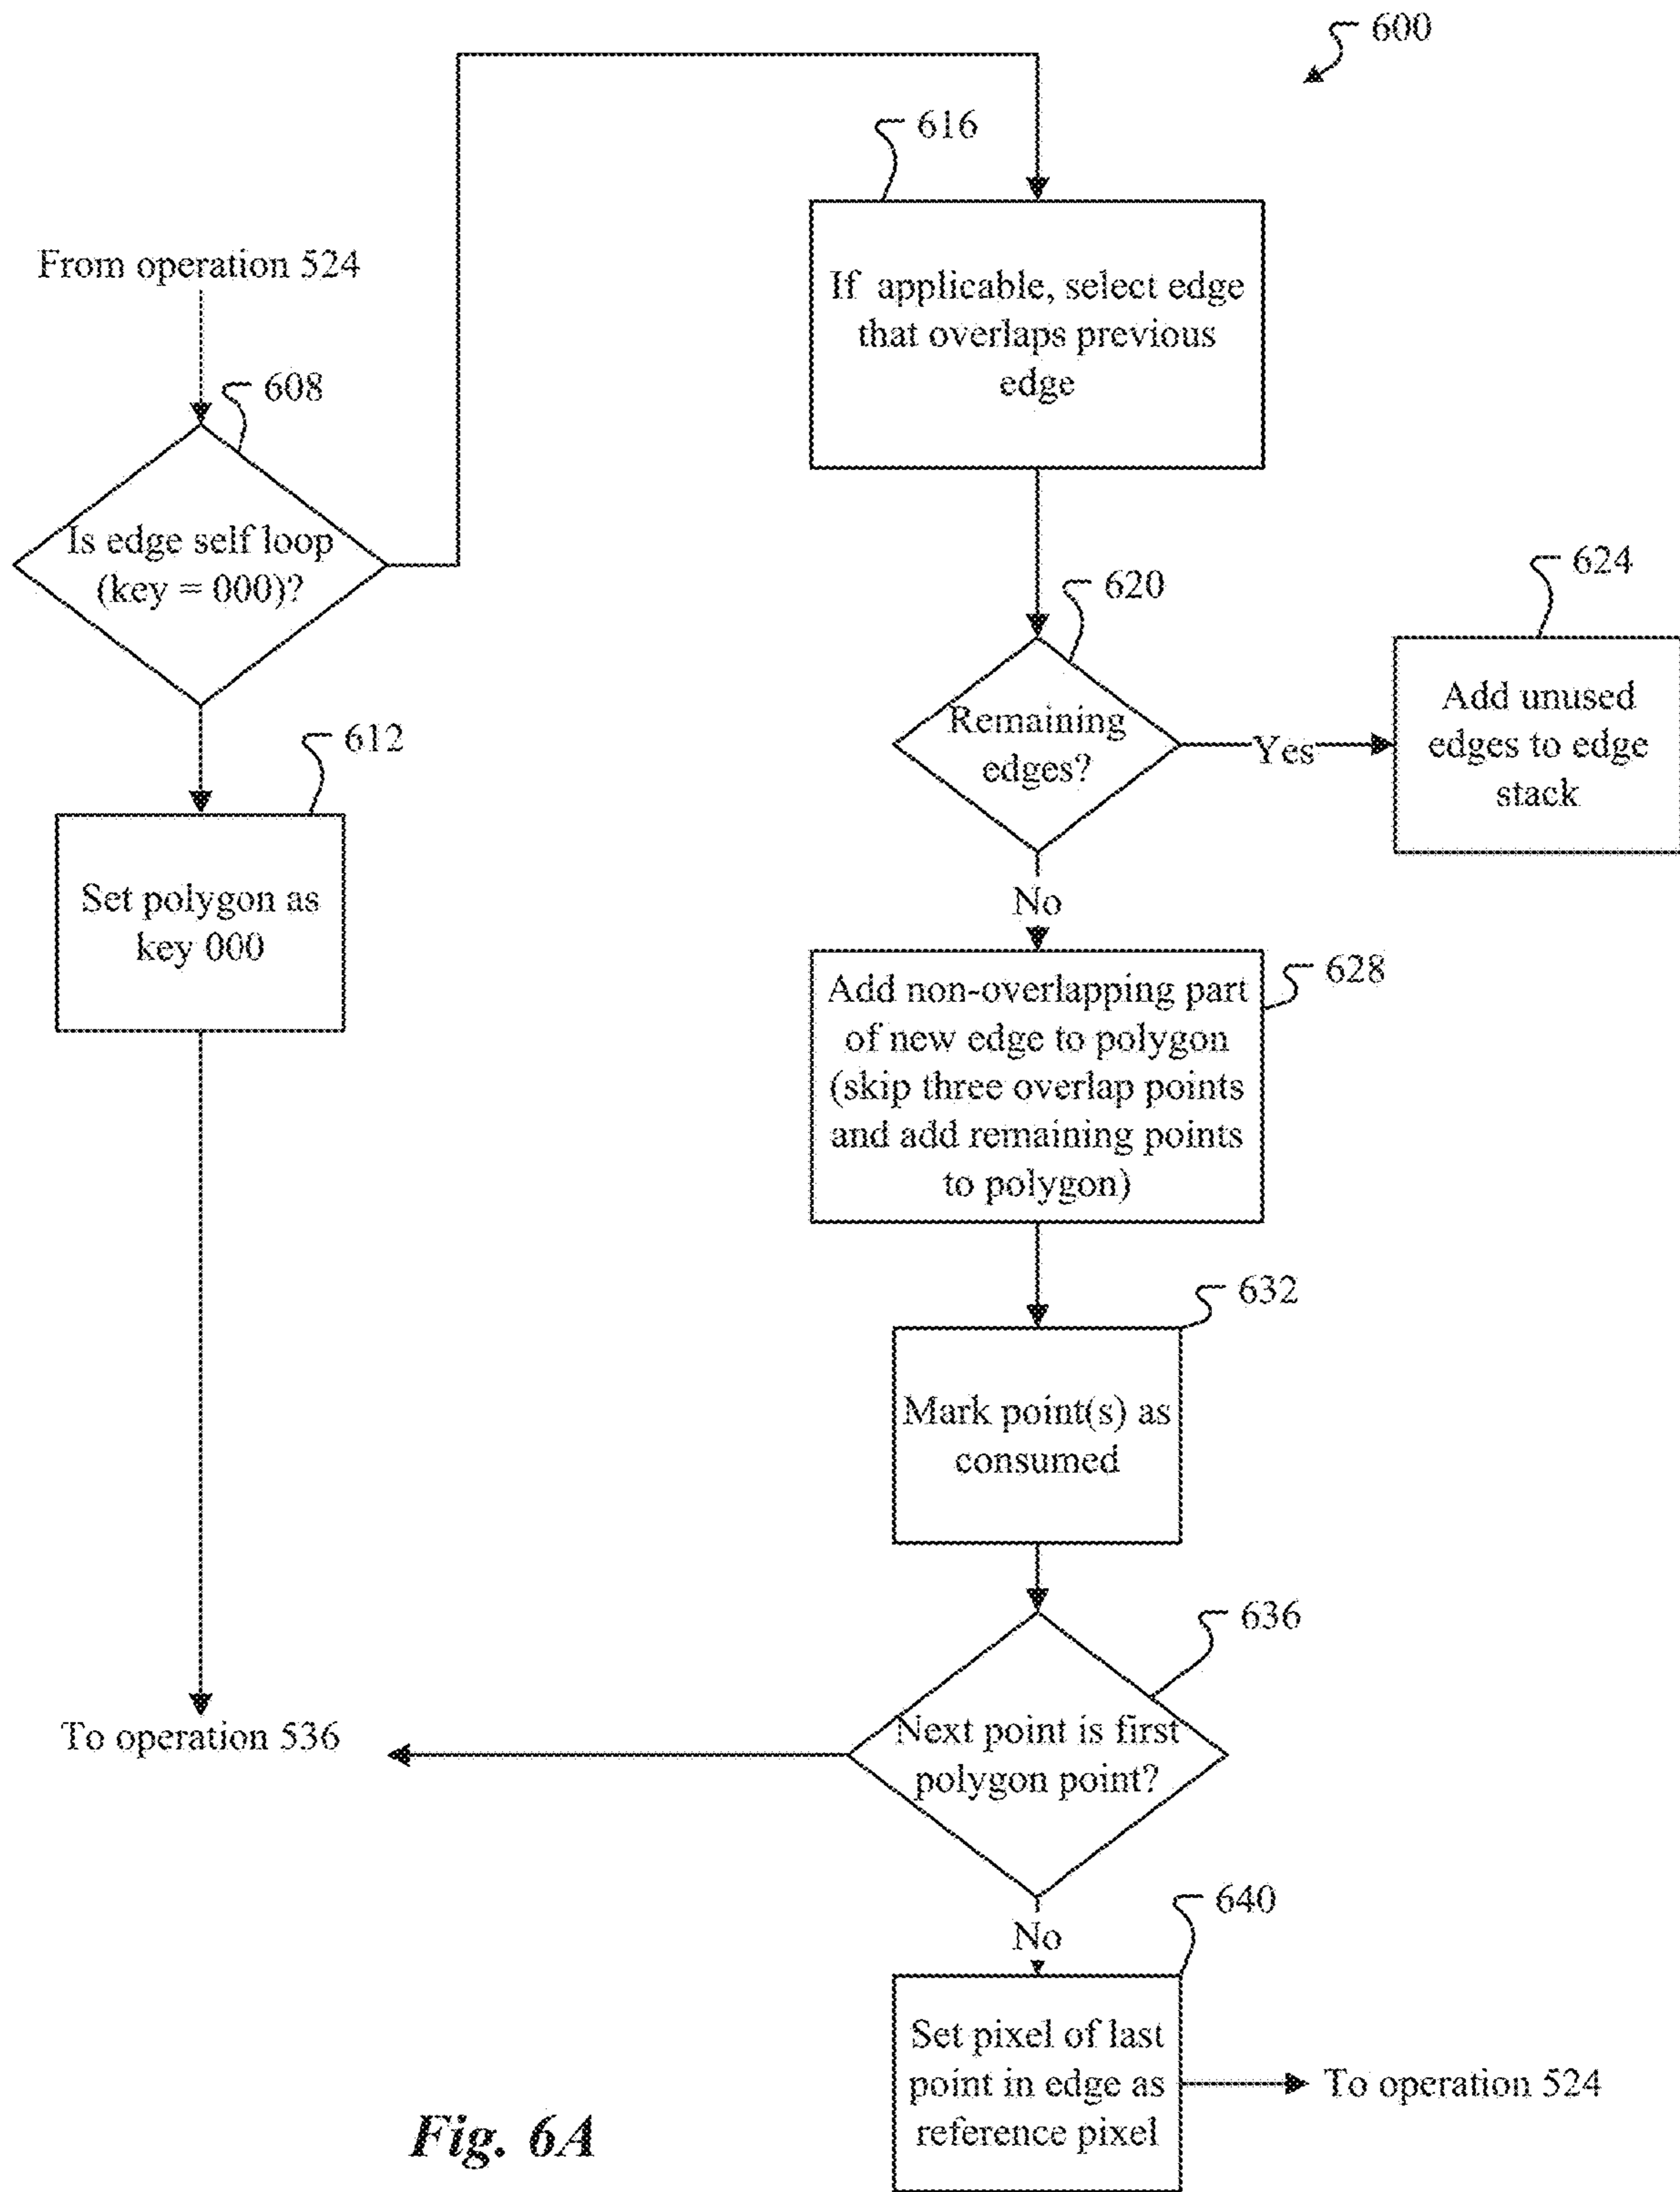 600
616
If applicable, select edge
that overlaps previous
edge
From operation 524
608
Is edge self loop
(key = 000)?
620
Remaining
edges?
Yes
624
Add unused
edges to edge
stack
612
Set polygon as
key 000
No
628
Add non-overlapping part
of new edge to polygon
(skip three overlap points
and add remaining points
to polygon)
632
Mark point(s) as
consumed
636
Next point is first
polygon point?
To operation 536
No
640
Set pixel of last
point in edge as
reference pixel
To operation 524
Fig. 6A